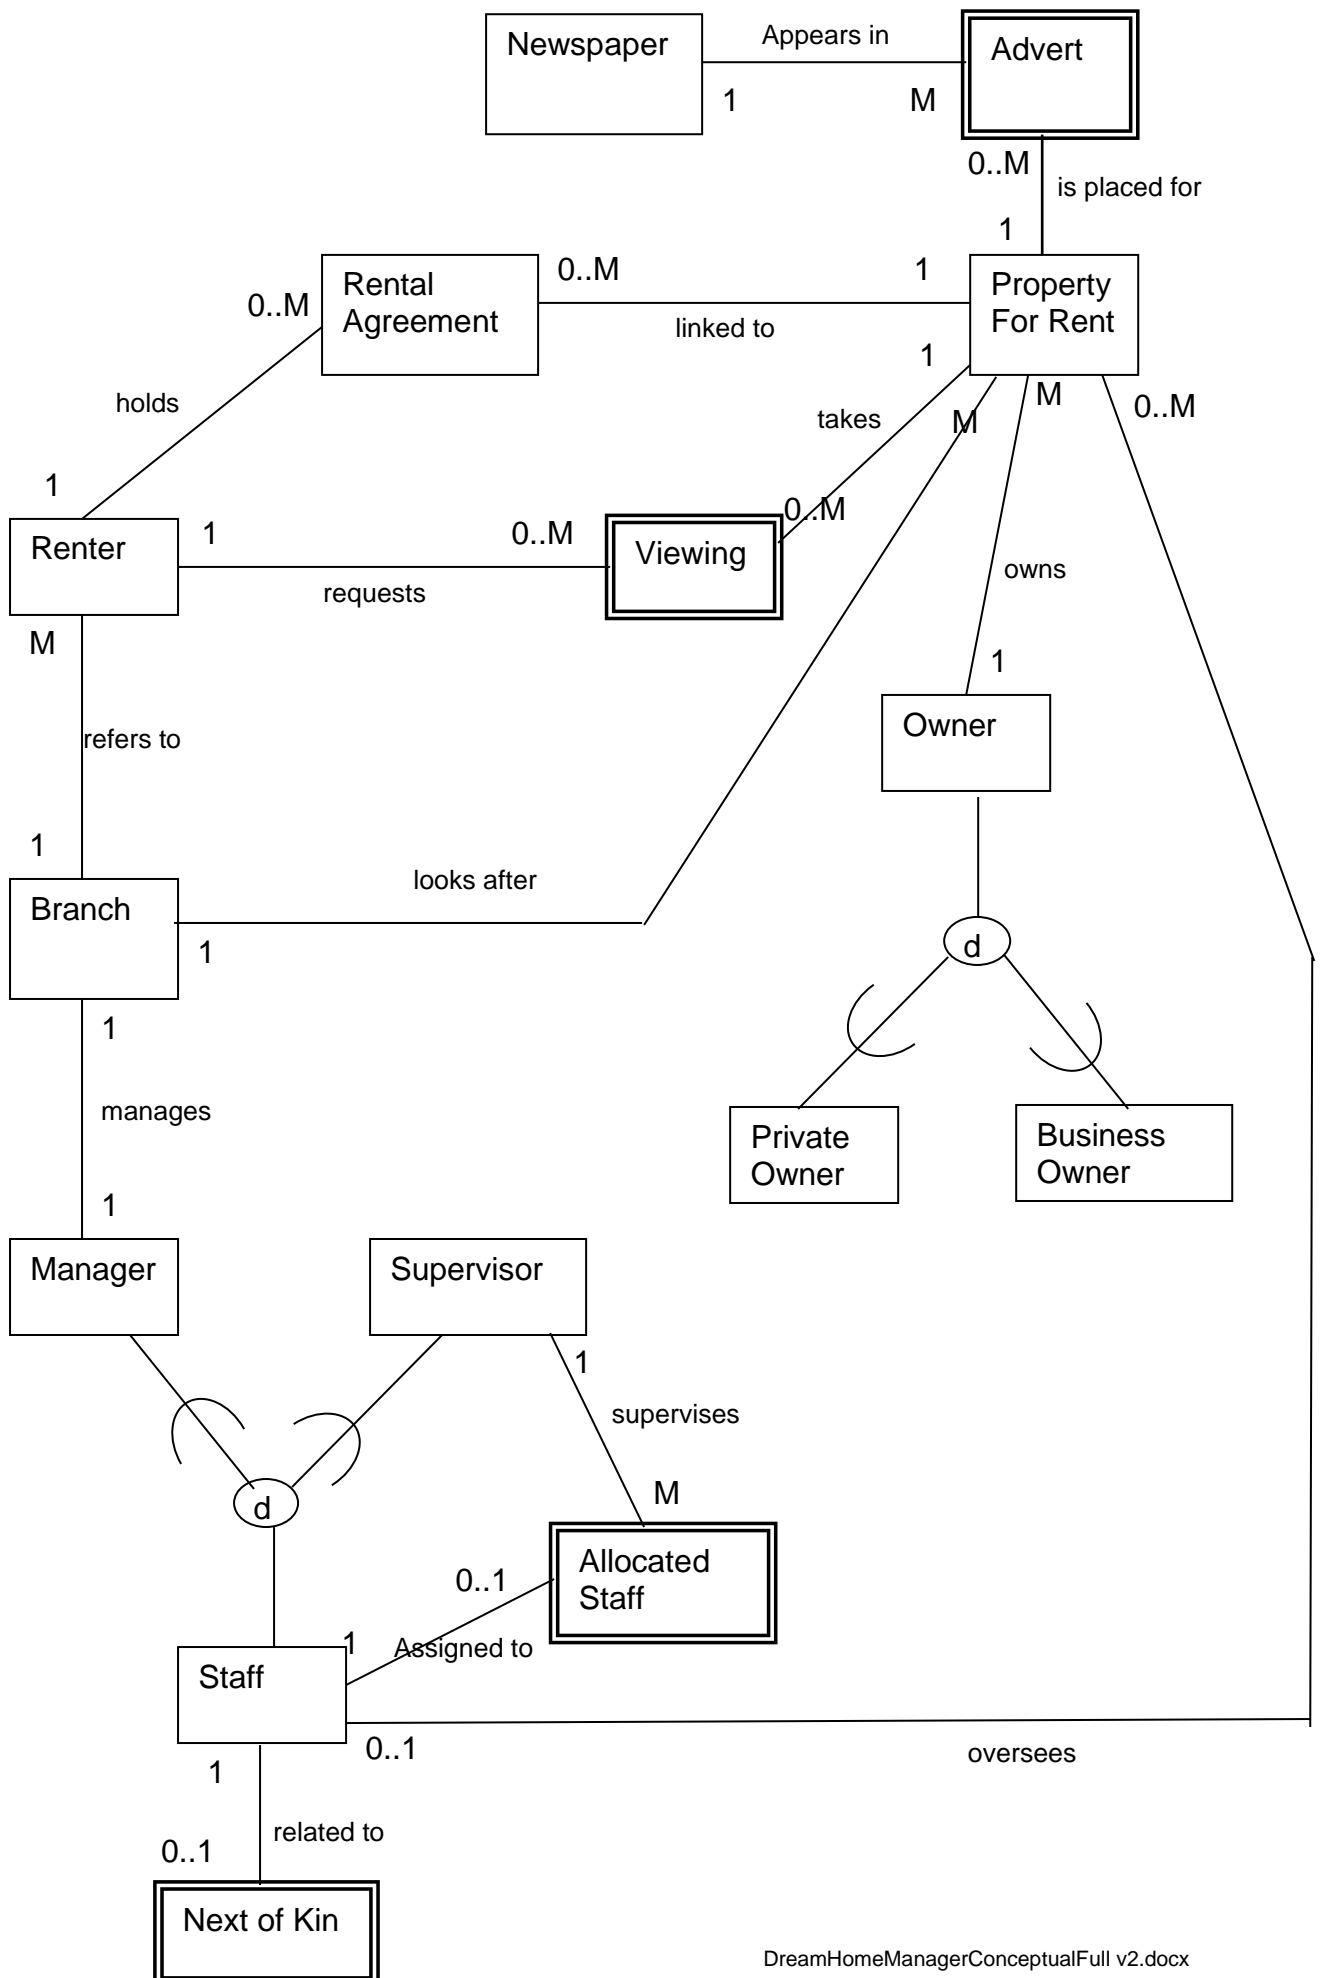 Newspaper
Appears in
Advert
1
M
0..M
is placed for
1
Rental
Agreement
0..M
1
Property
For Rent
0..M
linked to
1
holds
takes
M
M
0..M
1
Renter
1
0..M
0..M
Viewing
requests
owns
M
1
refers to
Owner
1
looks after
Branch
1
d
1
manages
Private
Owner
Business
Owner
1
Manager
Supervisor
1
supervises
M
d
Allocated
Staff
0..1
1
Assigned to
Staff
0..1
oversees
1
related to
0..1
Next of Kin
DreamHomeManagerConceptualFull v2.docx